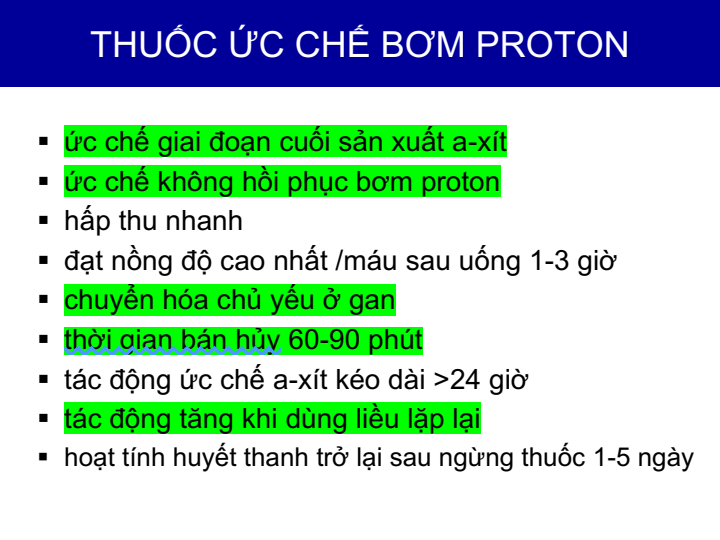 THUỐC ỨC CHẾ BƠM PROTON
▪ ức chế giai đoạn cuối sản xuất a-xít
▪ ức chế không hồi phục bơm proton
▪ hấp thu nhanh
▪ đạt nồng độ cao nhất /máu sau uống 1-3 giờ
▪ chuyển hóa chủ yếu ở gan
▪ thời gian bán hủy 60-90 phút
▪ tác động ức chế a-xít kéo dài >24 giờ
▪ tác động tăng khi dùng liều lặp lại
▪ hoạt tính huyết thanh trở lại sau ngừng thuốc 1-5 ngày